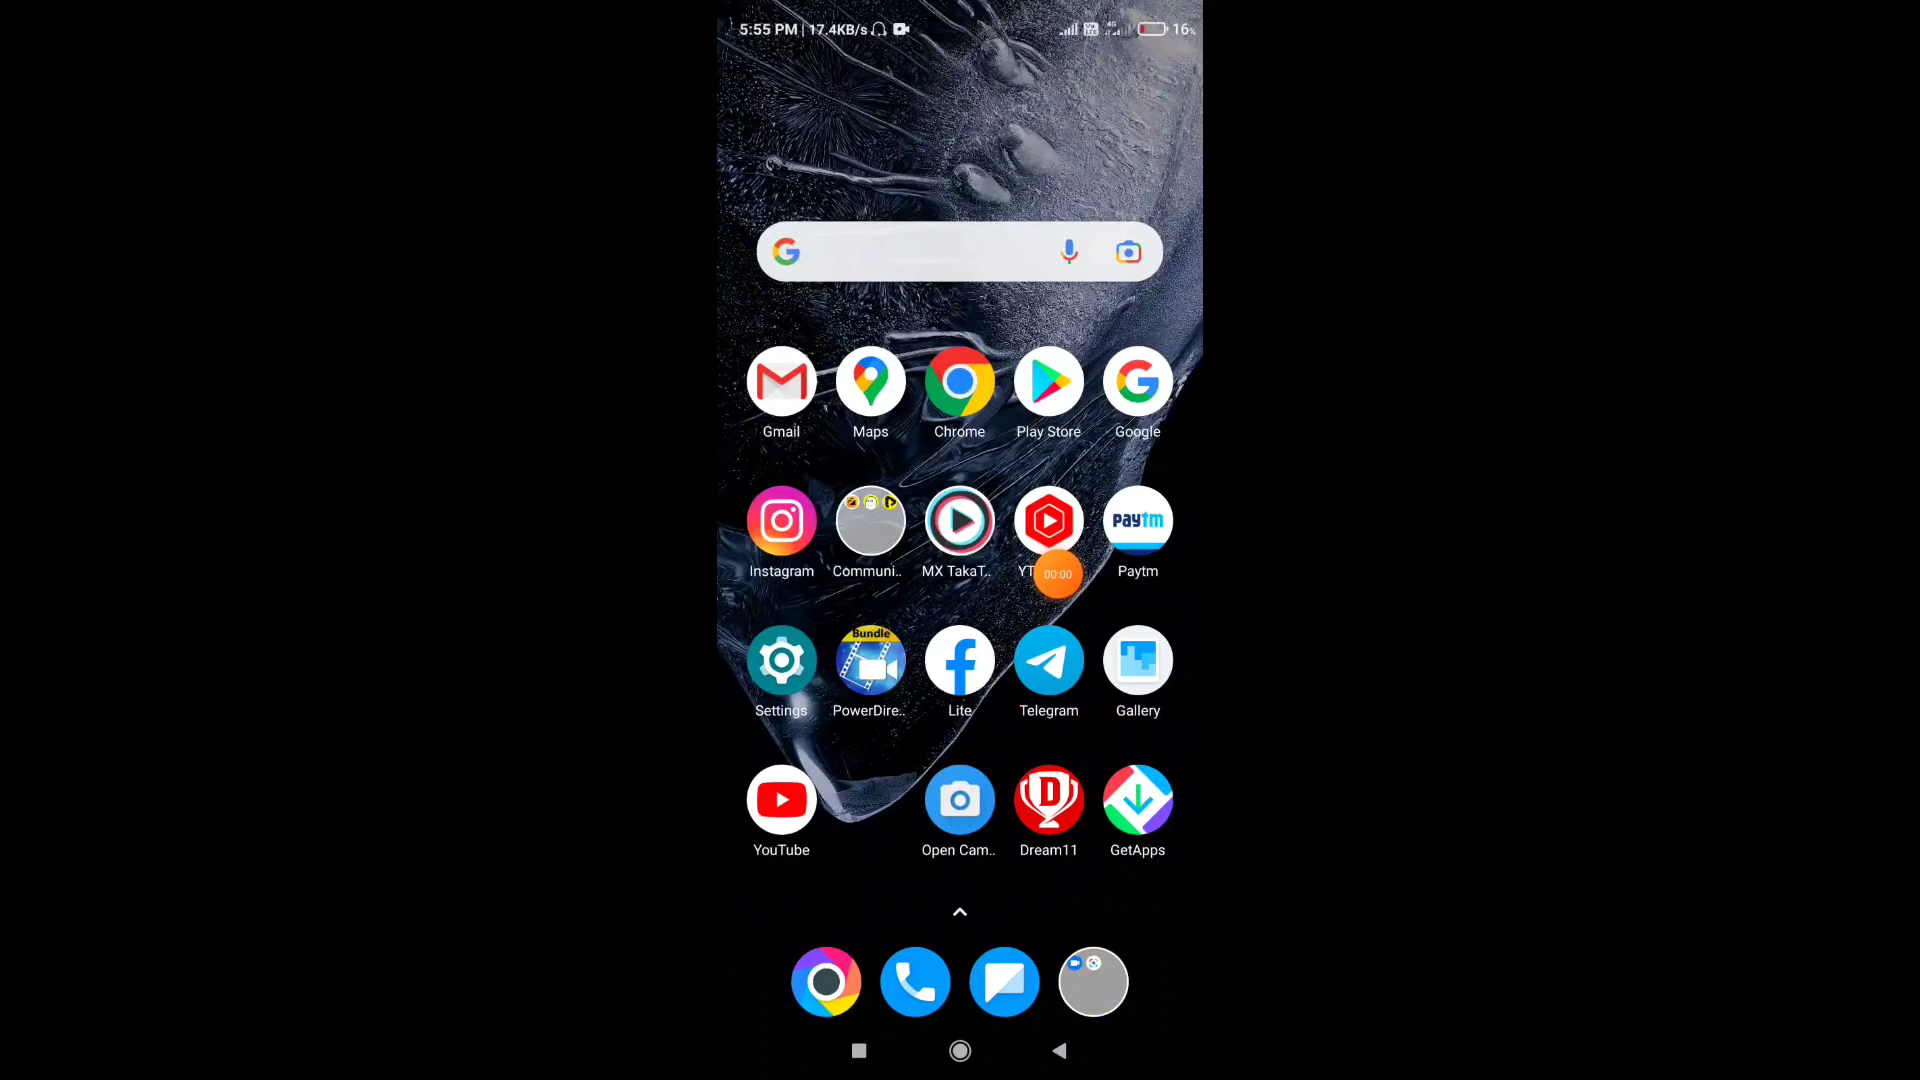 5:55 PM | 17.4KB/s 4G 16%
Gmail Maps Chrome Play Store Google
paytm
Instagram Communi.. MX TakaT.. YT 00:00 Paytm
Bundle
Settings PowerDire.. Lite Telegram Gallery
D
YouTube Open Cam.. Dream11 GetApps